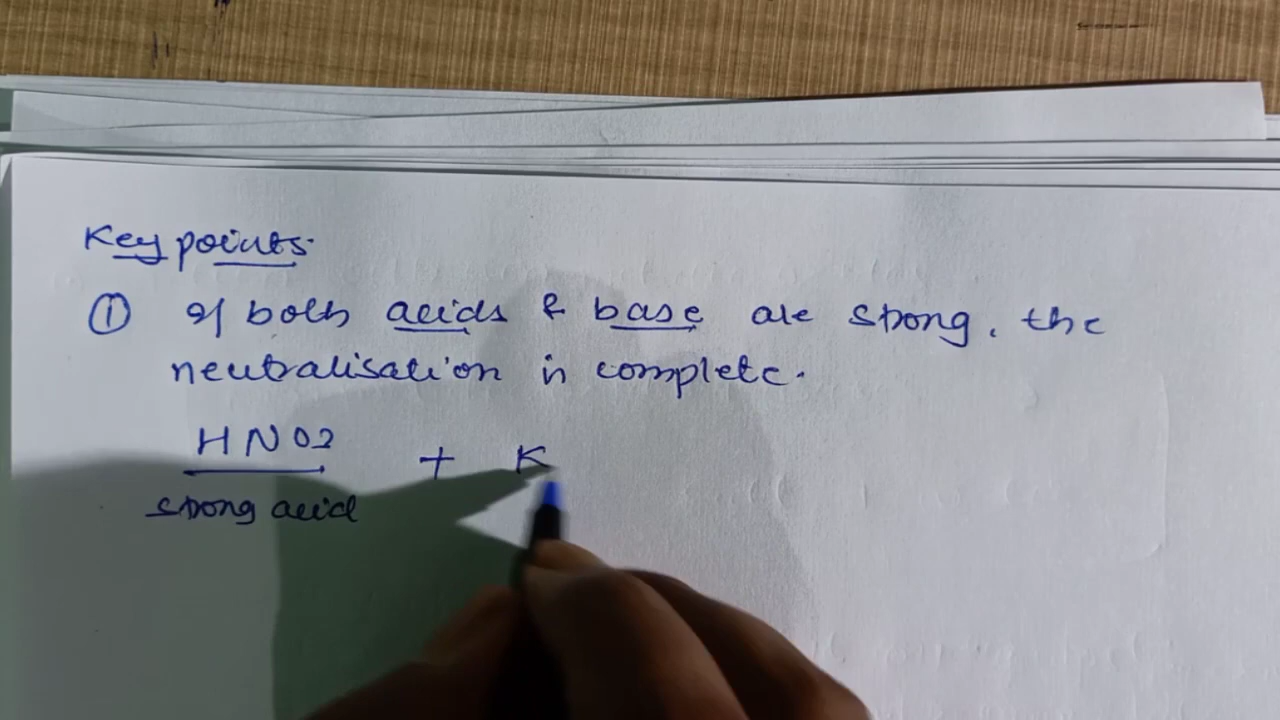 Key points.
① If both acids & base are strong, the
neutralisation is complete.
HNO3 + K
strong acid